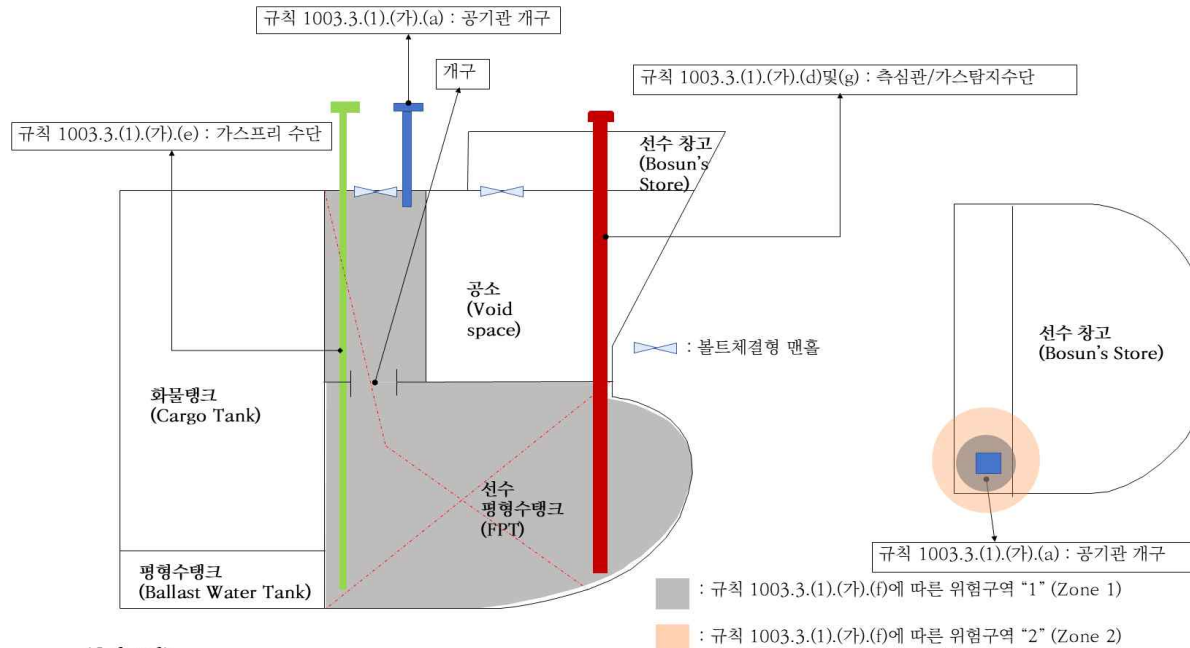 규칙 1003.3.(1).(가).(a) : 공기관 개구
개구
규칙 1003.3.(1).(가).(d)및(g) : 측심관/가스탐지수단
규칙 1003.3.(1).(가).(e) : 가스프리 수단
선수 창고
(Bosun's
Store)
공소
(Void
space)
: 볼트체결형 맨홀
선수 창고
(Bosun's Store)
화물탱크
(Cargo Tank)
선수
평형수탱크
(FPT)
평형수탱크
(Ballast Water Tank)
규칙 1003.3.(1).(가).(a) : 공기관 개구
: 규칙 1003.3.(1).(가).(f)에 따른 위험구역 “1” (Zone 1)
: 규칙 1003.3.(1).(가).(f)에 따른 위험구역 “2” (Zone 2)